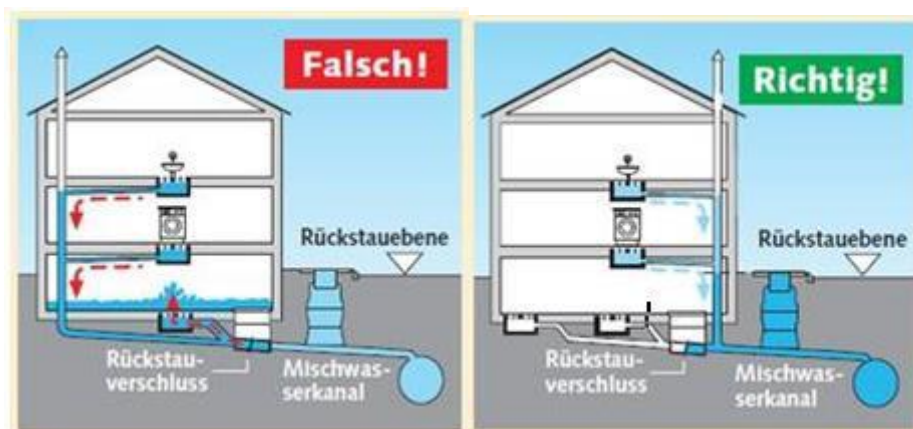 Falsch!
Rückstauebene
Rückstau-
verschluss
Mischwas-
serkanal
Richtig!
Rückstauebene
Rückstau-
verschluss
Mischwas-
serkanal